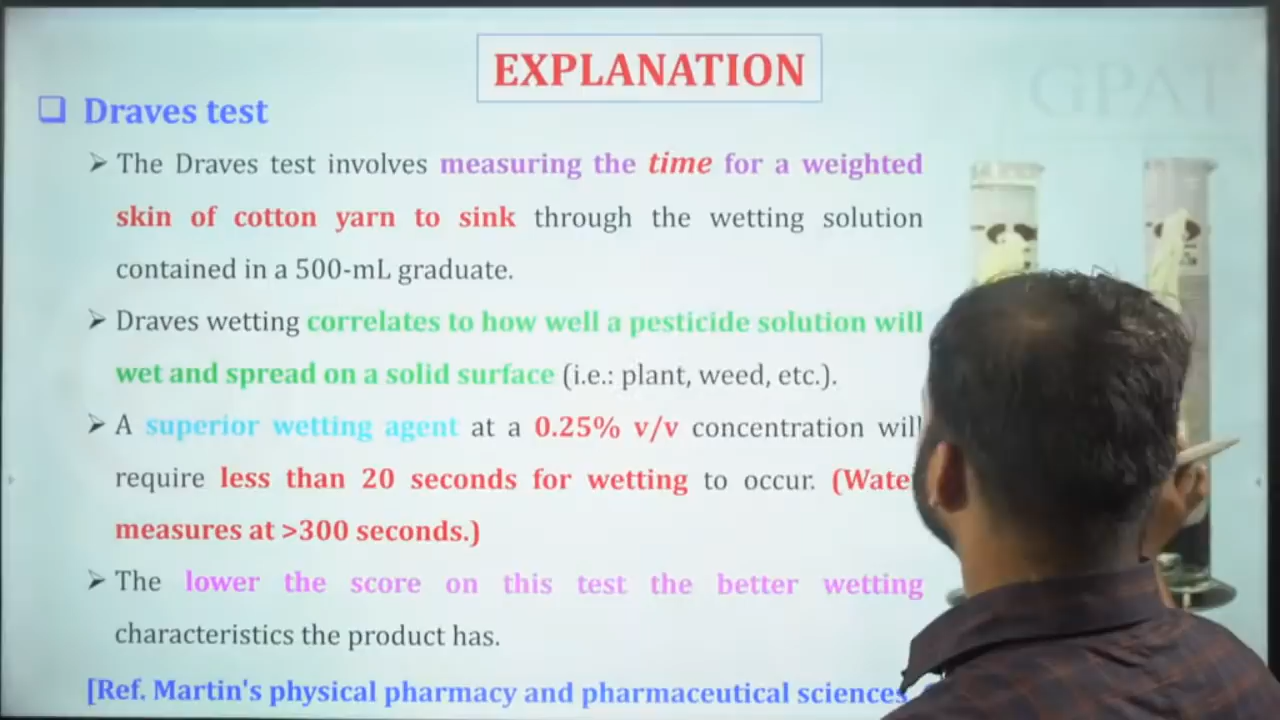 EXPLANATION
GPAT
❑ Draves test
➢ The Draves test involves measuring the time for a weighted
skin of cotton yarn to sink through the wetting solution
contained in a 500-mL graduate.
➢ Draves wetting correlates to how well a pesticide solution will
wet and spread on a solid surface (i.e.: plant, weed, etc.).
➢ A superior wetting agent at a 0.25% v/v concentration will
require less than 20 seconds for wetting to occur. (Wate
measures at >300 seconds.)
➢ The lower the score on this test the better wetting
characteristics the product has.
[Ref. Martin's physical pharmacy and pharmaceutical sciences